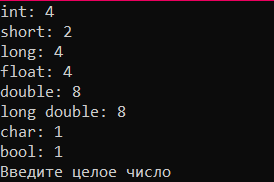 int: 4
short: 2
long: 4
float: 4
double: 8
long double: 8
char: 1
bool: 1
Введите целое число